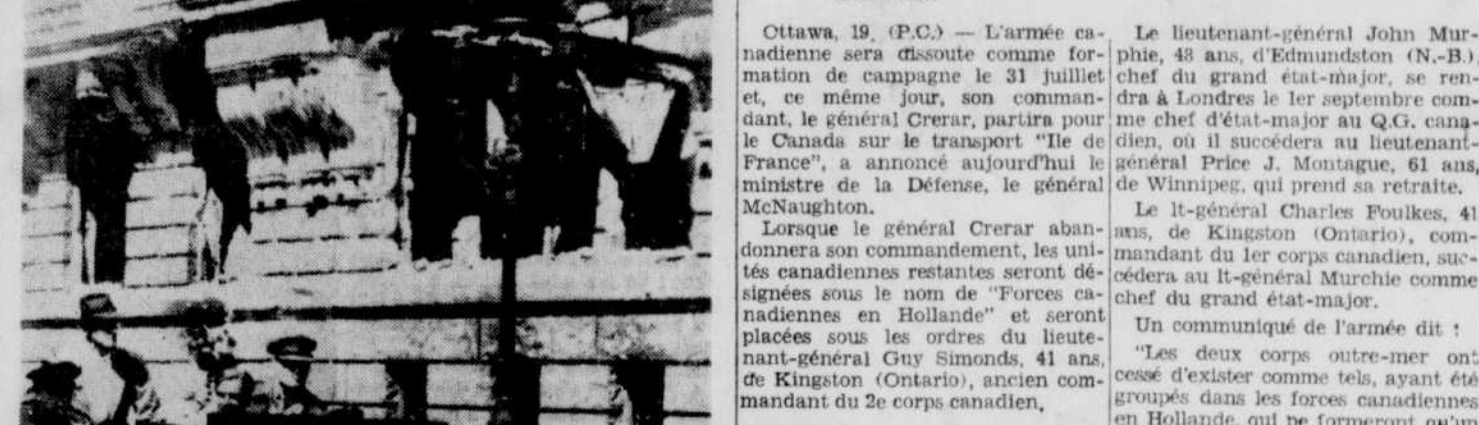 Ottawa, 19. (P.C.) — L'armée ca-
nadienne sera dissoute comme for-
mation de campagne le 31 juilllet
et, ce même jour, son comman-
dant, le général Crerar, partira pour
le Canada sur le transport "Ile de
France", a annoncé aujourd'hui le
ministre de la Défense, le général
McNaughton.
Lorsque le général Crerar aban-
donnera son commandement, les uni-
tés canadiennes restantes seront dé-
signées sous le nom de "Forces ca-
nadiennes en Hollande" et seront
placées sous les ordres du lieute-
nant-général Guy Simonds, 41 ans,
de Kingston (Ontario), ancien com-
mandant du 2e corps canadien.
Le lieutenant-général John Mur-
phie, 48 ans, d'Edmundston (N.-B.),
chef du grand état-major, se ren-
dra à Londres le 1er septembre com-
me chef d'état-major au Q.G. cana-
dien, où il succédera au lieutenant-
général Price J. Montague, 61 ans,
de Winnipeg, qui prend sa retraite.
Le lt-général Charles Foulkes, 41
ans, de Kingston (Ontario), com-
mandant du 1er corps canadien, suc-
cédera au lt-général Murchie comme
chef du grand état-major.
Un communiqué de l'armée dit :
"Les deux corps outre-mer ont
cessé d'exister comme tels, ayant été
groupés dans les forces canadiennes
en Hollande, qui ne formeront qu'un